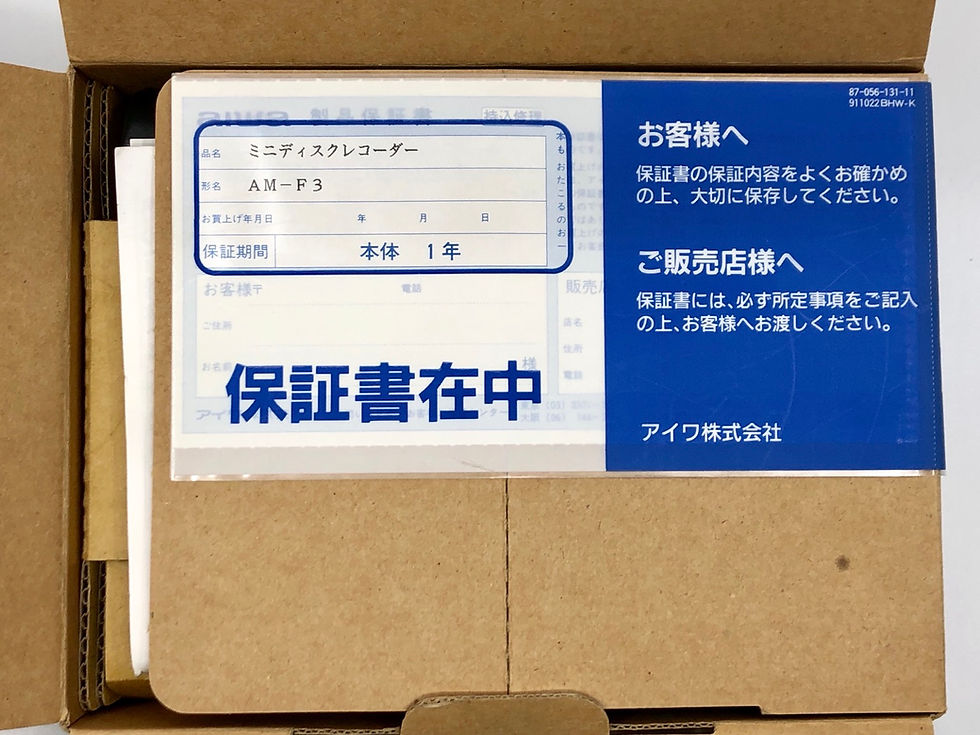 aiwa 製品保証書 持込修理
品名 ミニディスクレコーダー
形名 AM-F3
お買上げ年月日 年 月 日
保証期間 本体 1年
お客様 〒 電話
ご住所
お名前 様
販売
店名
住所
電話
保証書在中
87-056-131-11
911022BHW-K
お客様へ
保証書の保証内容をよくお確かめ
の上、大切に保存してください。
ご販売店様へ
保証書には、必ず所定事項をご記入
の上、お客様へお渡しください。
アイワ株式会社